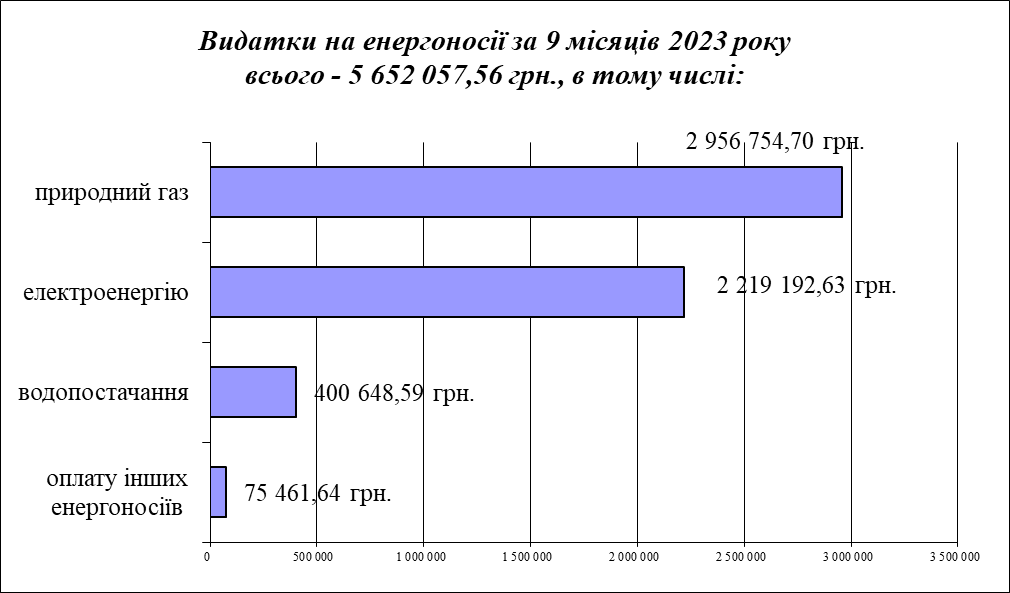 Видатки на енергоносії за 9 місяців 2023 року
всього - 5 652 057,56 грн., в тому числі:
2 956 754,70 грн.
природний газ
2 219 192,63 грн.
електроенергію
водопостачання
400 648,59 грн.
оплату інших
енергоносіїв
75 461,64 грн.
0
500 000
1 000 000
1 500 000
2 000 000
2 500 000
3 000 000
3 500 000